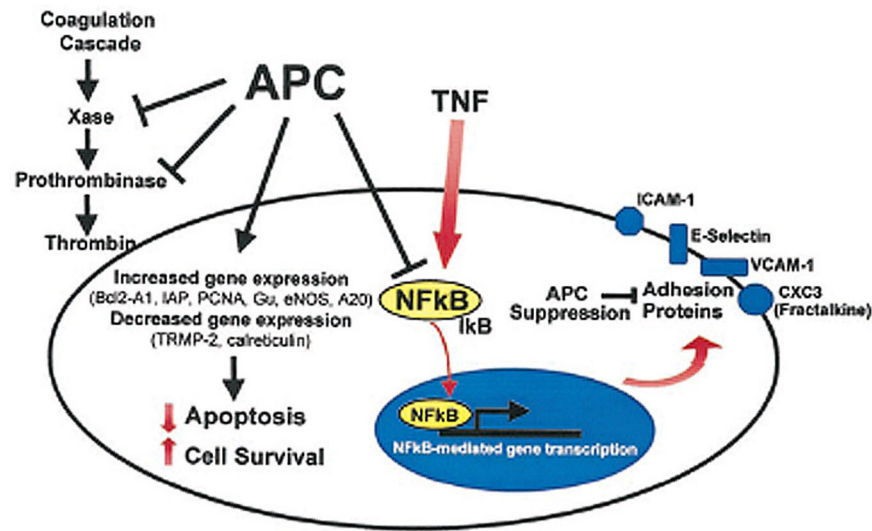 Coagulation
Cascade
Xase
Prothrombinase
Thrombin
APC
TNF
Increased gene expression
(Bcl2-A1, IAP, PCNA, Gu, eNOS, A20)
Decreased gene expression
(TRMP-2, calreticulin)
Apoptosis
Cell Survival
NFkB
IkB
NFkB
NFkB-mediated gene transcription
APC
Suppression
Adhesion
Proteins
ICAM-1
E-Selectin
VCAM-1
CXC3
(Fractalkine)